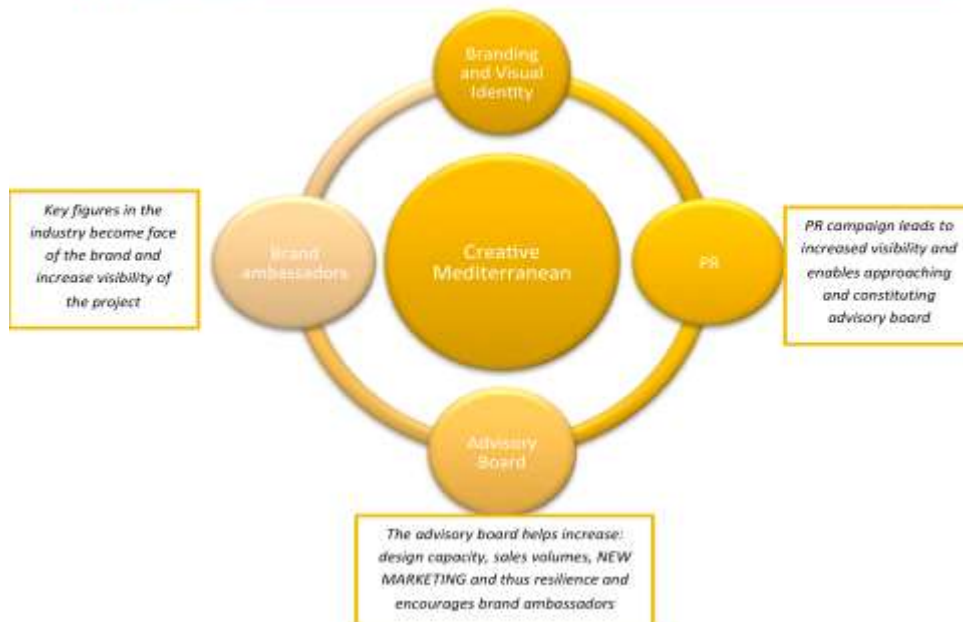 Branding
and Visual
Identity
Key figures in the
industry become face
of the brand and
increase visibility of
the project
Brand
ambassadors
Creative
Mediterranean
PR
PR campaign leads to
increased visibility and
enables approaching
and constituting
advisory board
Advisory
Board
The advisory board helps increase:
design capacity, sales volumes, NEW
MARKETING and thus resilience and
encourages brand ambassadors